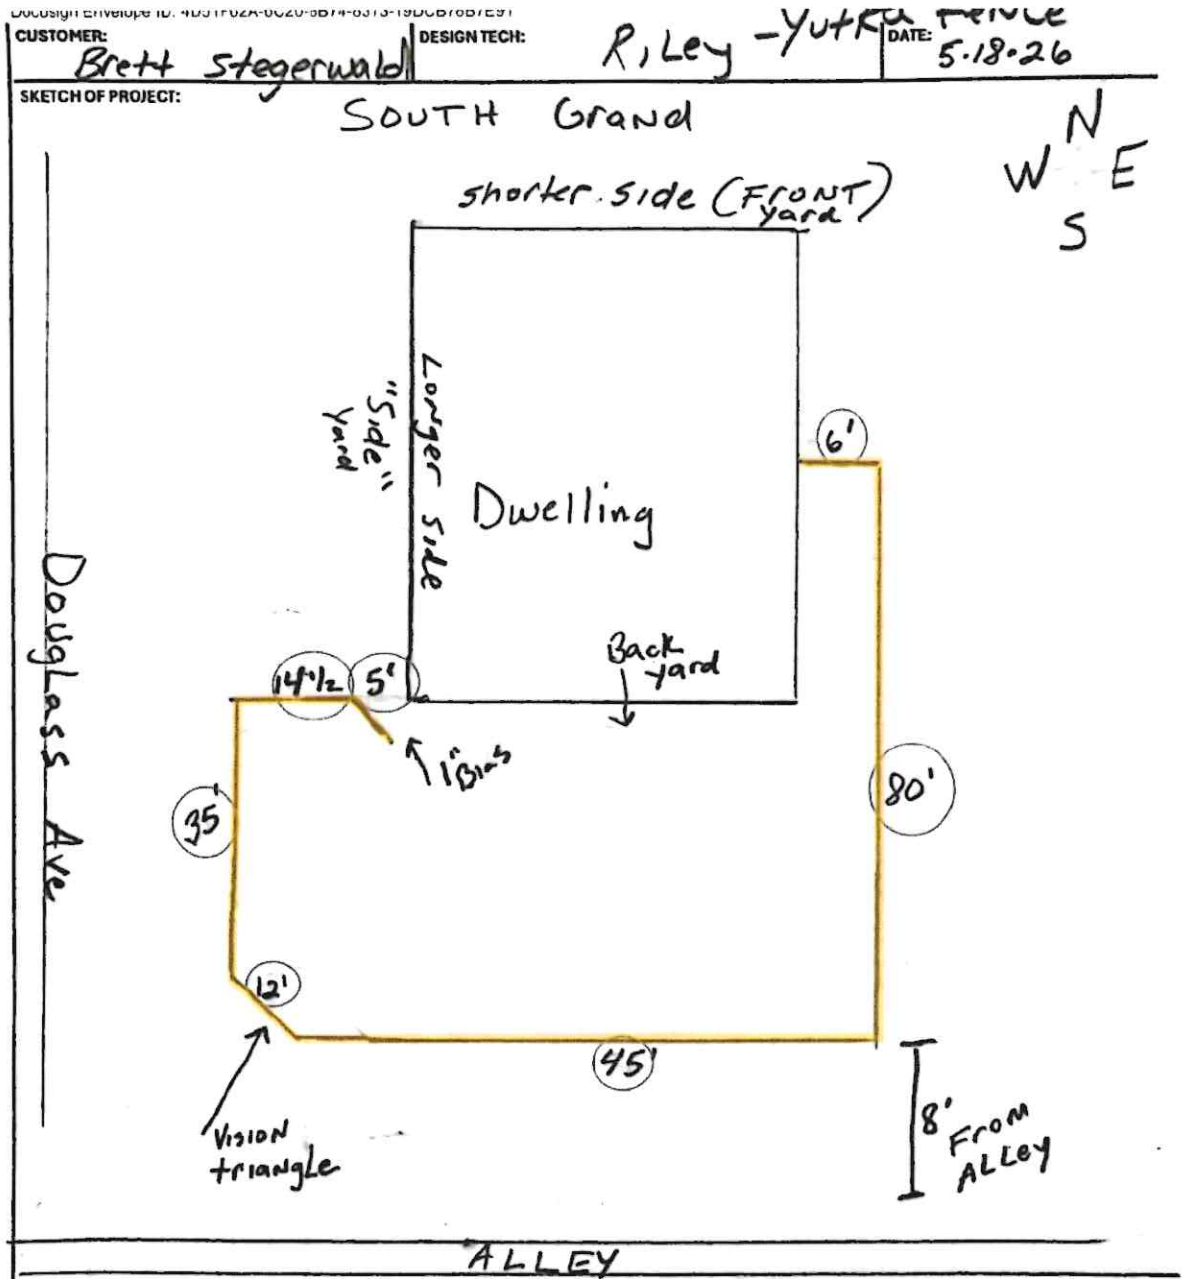 CUSTOMER: Brett Stegerwald
DESIGN TECH: Riley - Yutka Fence
DATE: 5.18.26
SKETCH OF PROJECT:
SOUTH Grand
N
W E
S
shorter side (FRONT
yard)
"Side"
yard
Longer Side
6'
Dwelling
Douglass Ave
14'1/2
5'
Back
yard
1"
35'
80'
12'
45'
Vision
triangle
8'
From
ALLey
ALLEY